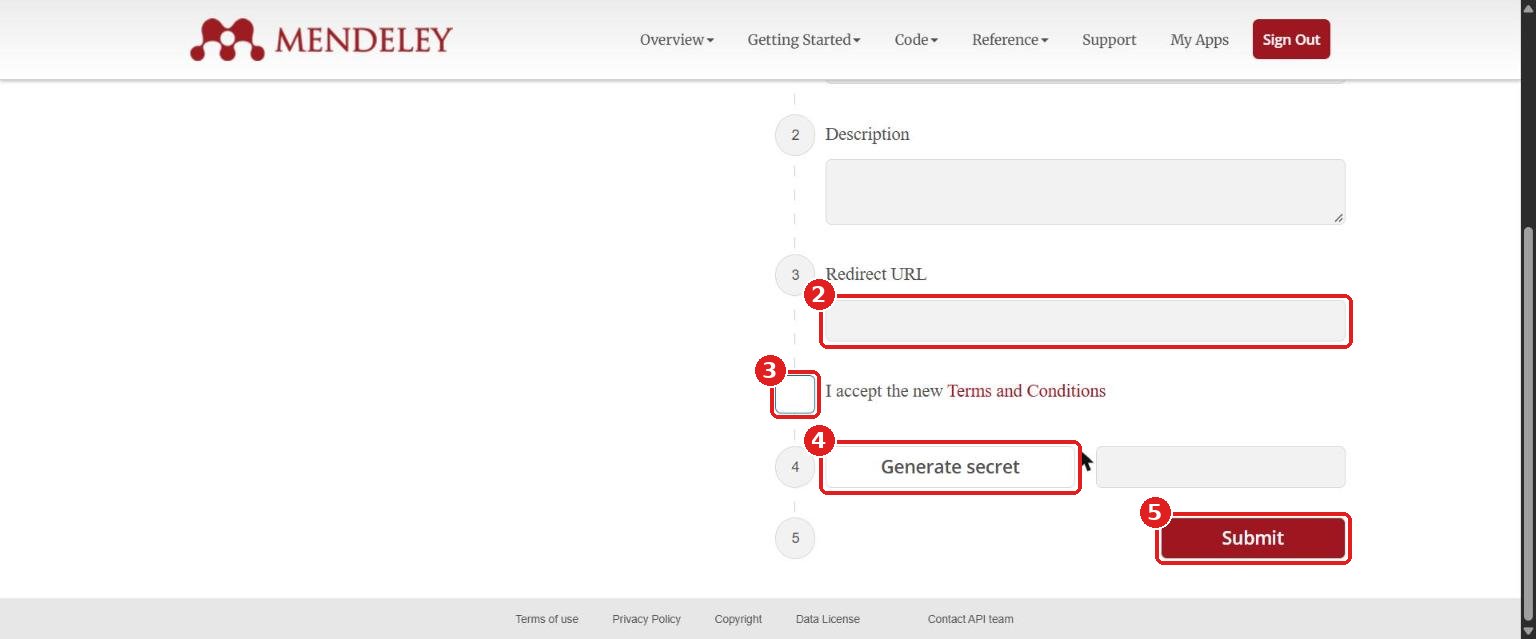 MENDELEY Overview Getting Started Code Reference Support My Apps Sign Out
2 Description
3 Redirect URL
2
3
I accept the new Terms and Conditions
4
4 Generate secret
5
5 Submit
Terms of use Privacy Policy Copyright Data License Contact API team